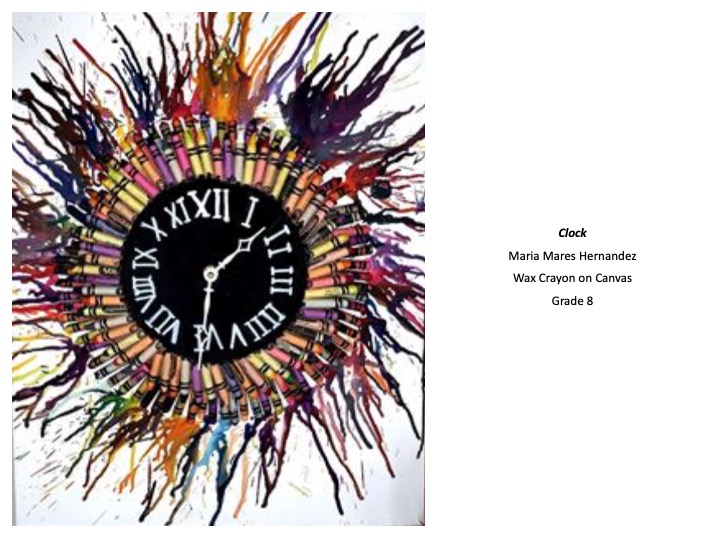 XII
I
II
III
IIII
V
VI
VII
VIII
IX
X
XI
Clock
Maria Mares Hernandez
Wax Crayon on Canvas
Grade 8